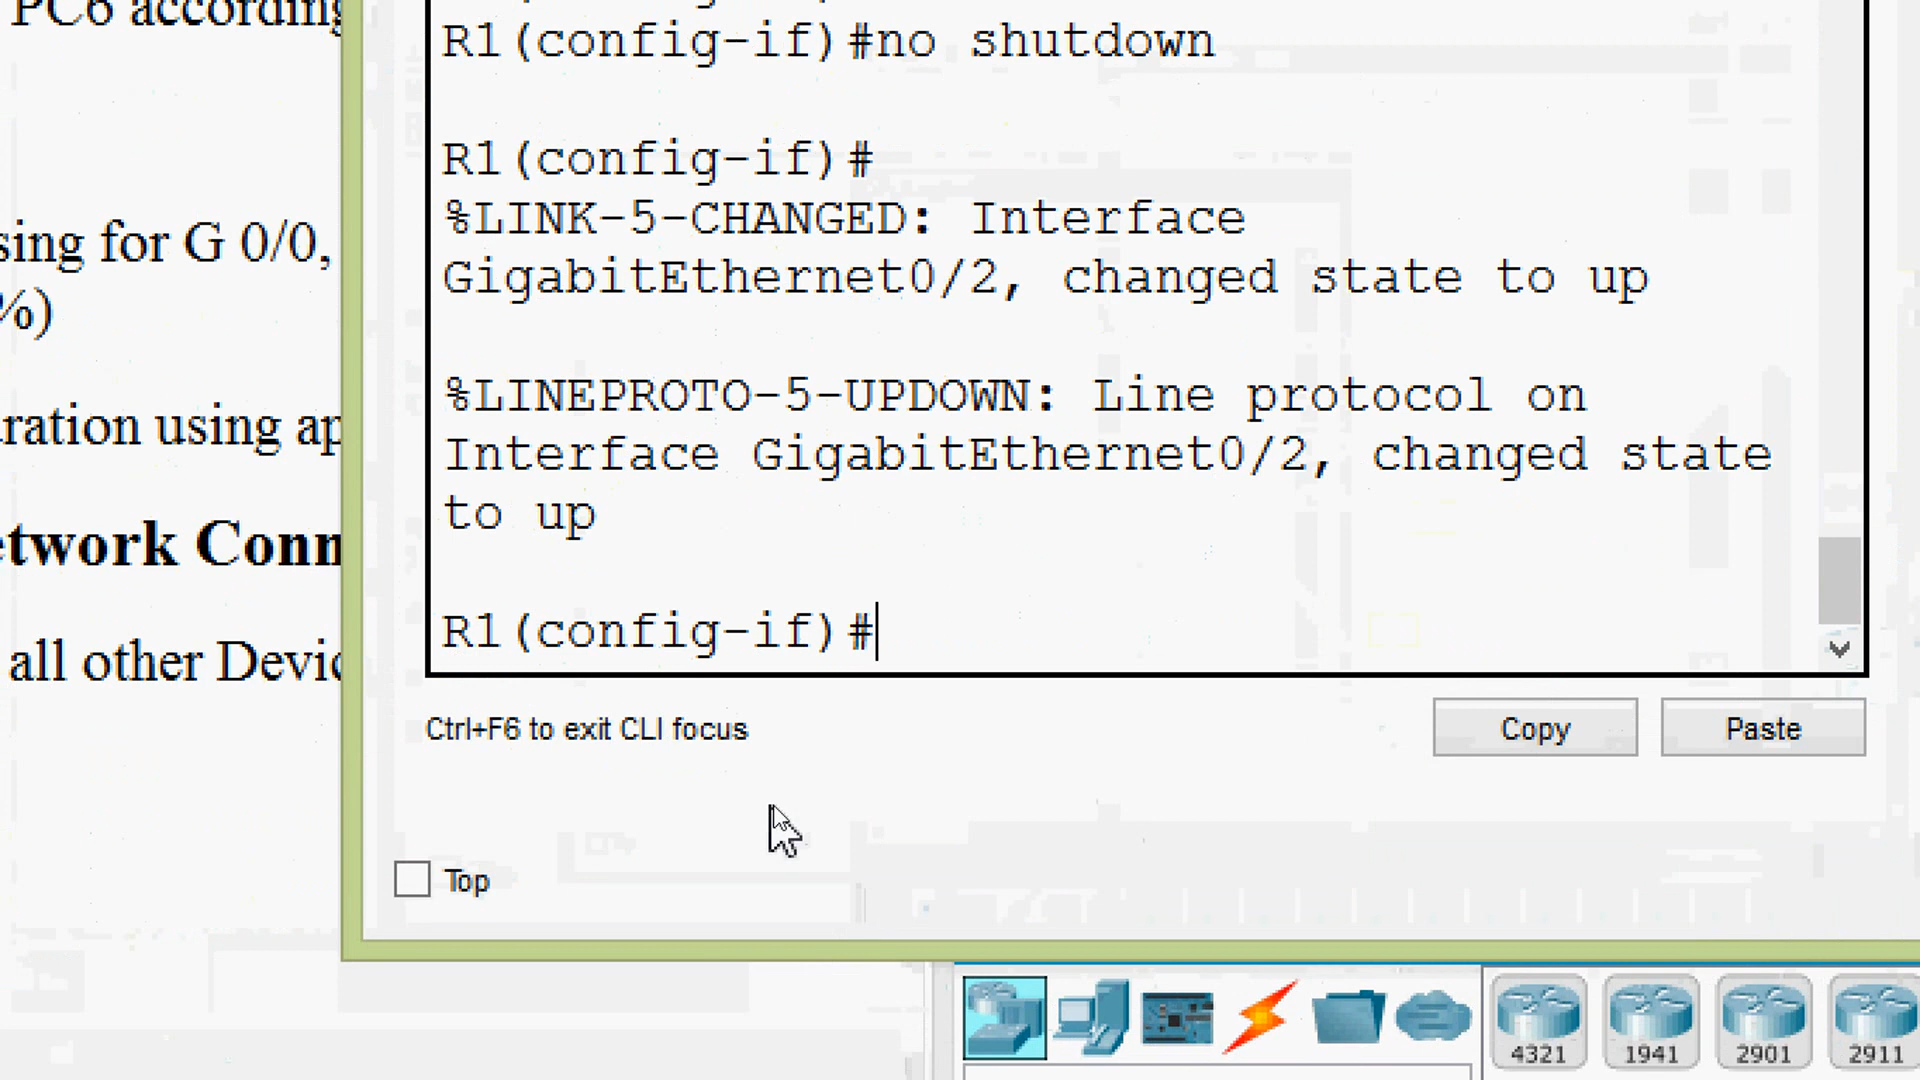 PC6 according
R1(config-if)#no shutdown
R1(config-if)#
%LINK-5-CHANGED: Interface
GigabitEthernet0/2, changed state to up
sing for G 0/0,
%)
%LINEPROTO-5-UPDOWN: Line protocol on
Interface GigabitEthernet0/2, changed state
to up
ration using ap
etwork Conn
R1(config-if)#
all other Devic
Ctrl+F6 to exit CLI focus
Copy
Paste
Top
4321
1941
2901
2911